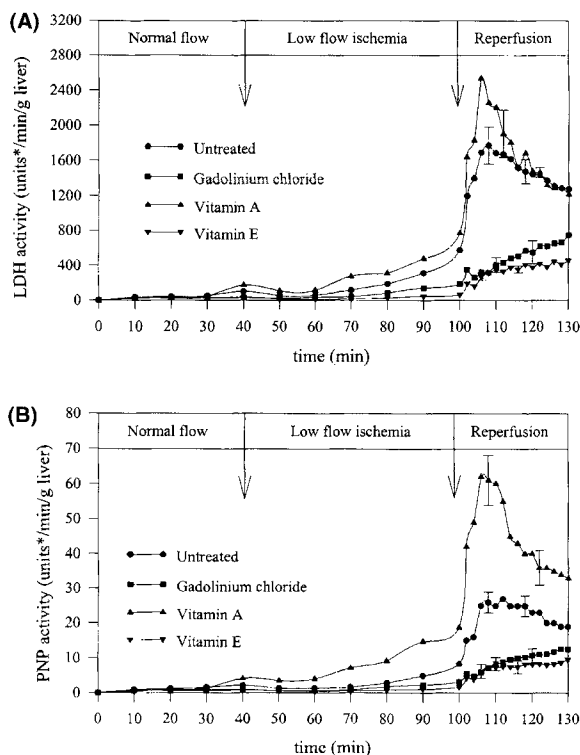 (A)
3200
2800
2400
2000
1600
1200
800
400
0
LDH activity (units*/min/g liver)
Normal flow
Low flow ischemia
Reperfusion
Untreated
Gadolinium chloride
Vitamin A
Vitamin E
0 10 20 30 40 50 60 70 80 90 100 110 120 130
time (min)
(B)
80
70
60
50
40
30
20
10
0
PNP activity (units*/min/g liver)
Normal flow
Low flow ischemia
Reperfusion
Untreated
Gadolinium chloride
Vitamin A
Vitamin E
0 10 20 30 40 50 60 70 80 90 100 110 120 130
time (min)